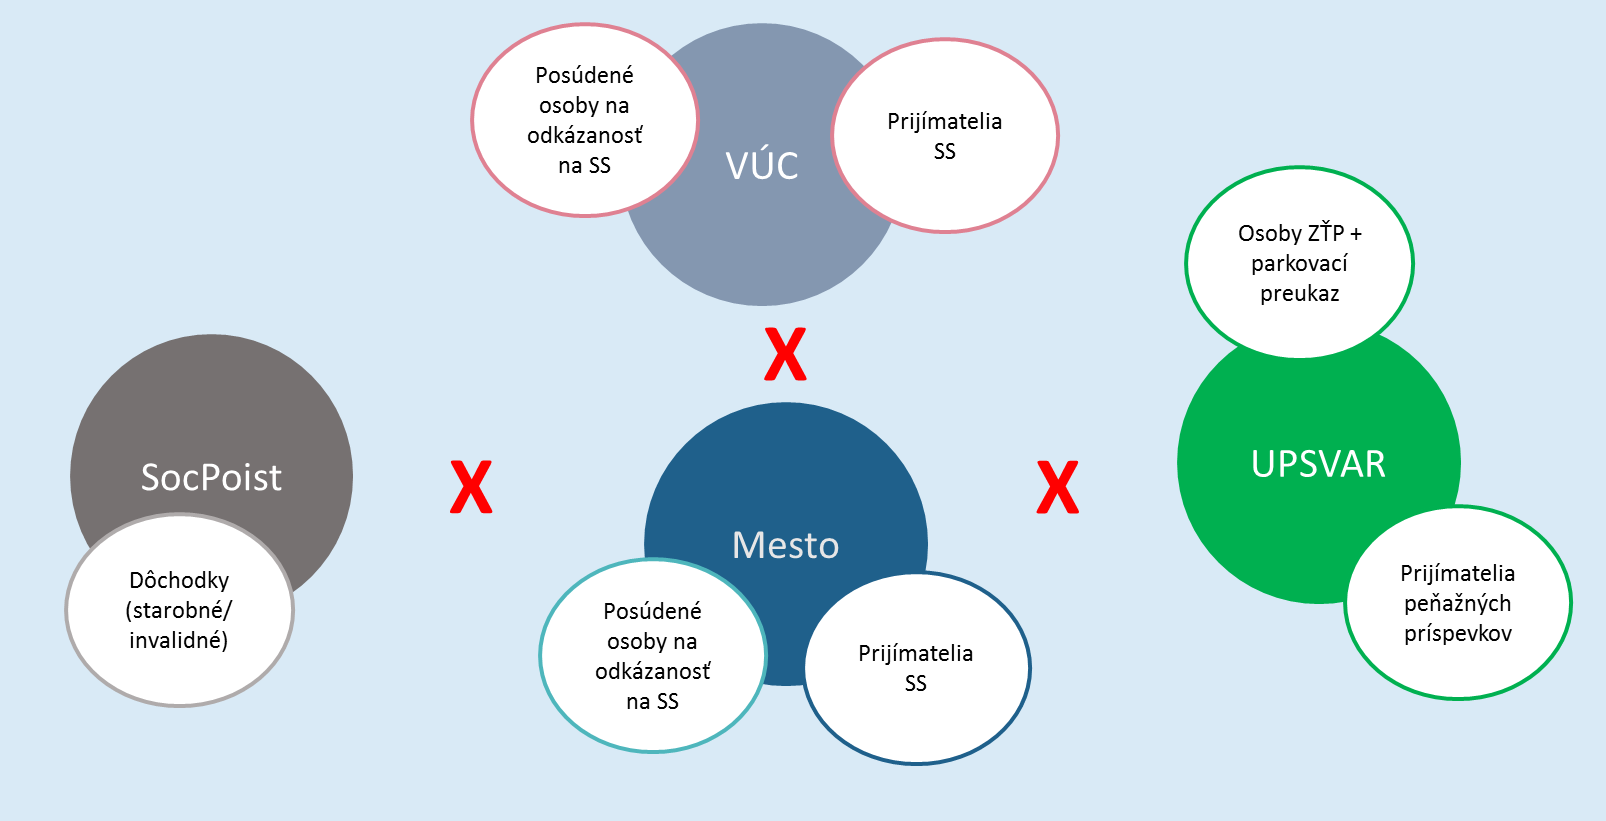 Posúdené
osoby na
odkázanosť
na SS
VÚC
Prijímatelia
SS
Osoby ZŤP +
parkovací
preukaz
X
SocPoist
X
X
UPSVAR
Mesto
Dôchodky
(starobné/
invalidné)
Posúdené
osoby na
odkázanosť
na SS
Prijímatelia
SS
Prijímatelia
peňažných
príspevkov